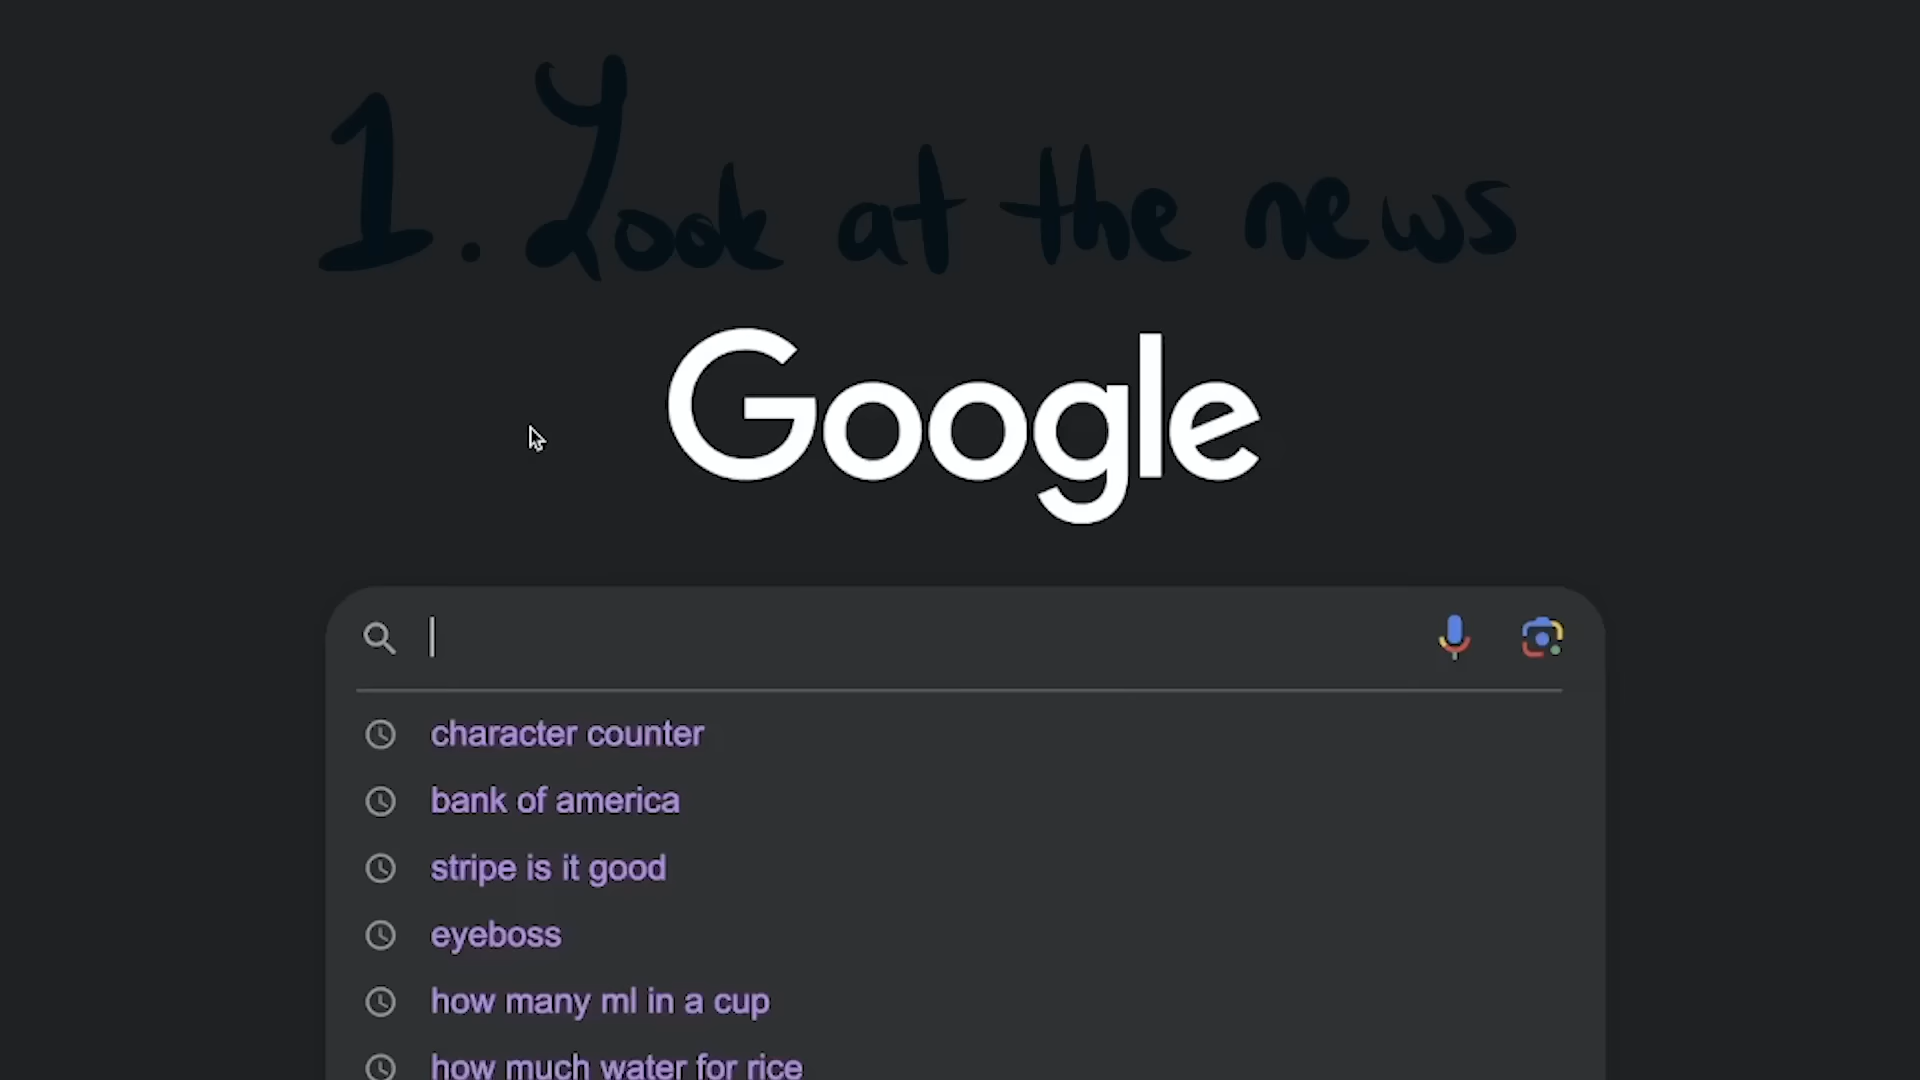 1. Look at the news
Google
character counter
bank of america
stripe is it good
eyeboss
how many ml in a cup
how much water for rice